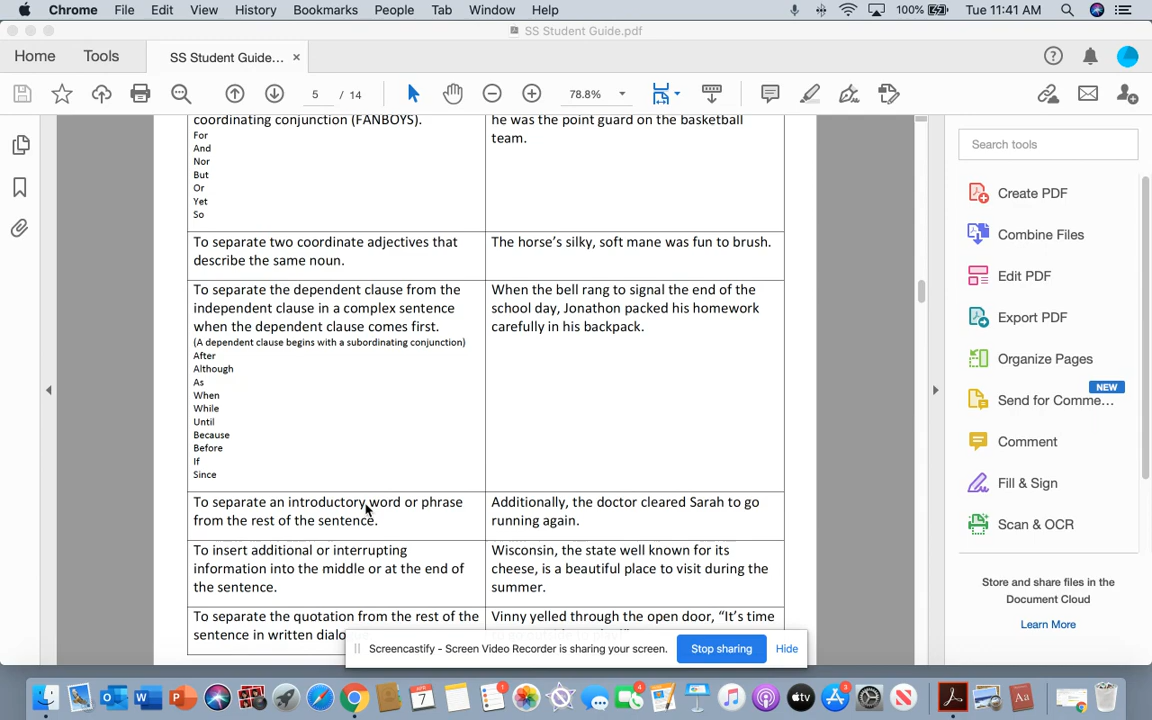 Chrome File Edit View History Bookmarks People Tab Window Help 100% Tue 11:41 AM
SS Student Guide.pdf
Home Tools SS Student Guide... ×
5 / 14 78.8%
coordinating conjunction (FANBOYS).
For
And
Nor
But
Or
Yet
So
he was the point guard on the basketball
team.
To separate two coordinate adjectives that
describe the same noun.
The horse's silky, soft mane was fun to brush.
To separate the dependent clause from the
independent clause in a complex sentence
when the dependent clause comes first.
(A dependent clause begins with a subordinating conjunction)
After
Although
As
When
While
Until
Because
Before
If
Since
When the bell rang to signal the end of the
school day, Jonathon packed his homework
carefully in his backpack.
To separate an introductory word or phrase
from the rest of the sentence.
Additionally, the doctor cleared Sarah to go
running again.
To insert additional or interrupting
information into the middle or at the end of
the sentence.
Wisconsin, the state well known for its
cheese, is a beautiful place to visit during the
summer.
To separate the quotation from the rest of the
sentence in written dialo
Vinny yelled through the open door, "It's time
Screencastify - Screen Video Recorder is sharing your screen. Stop sharing Hide
Search tools
Create PDF
Combine Files
Edit PDF
Export PDF
Organize Pages
NEW
Send for Comme...
Comment
Fill & Sign
Scan & OCR
Store and share files in the
Document Cloud
Learn More
7
1
4
3
tv
Aa